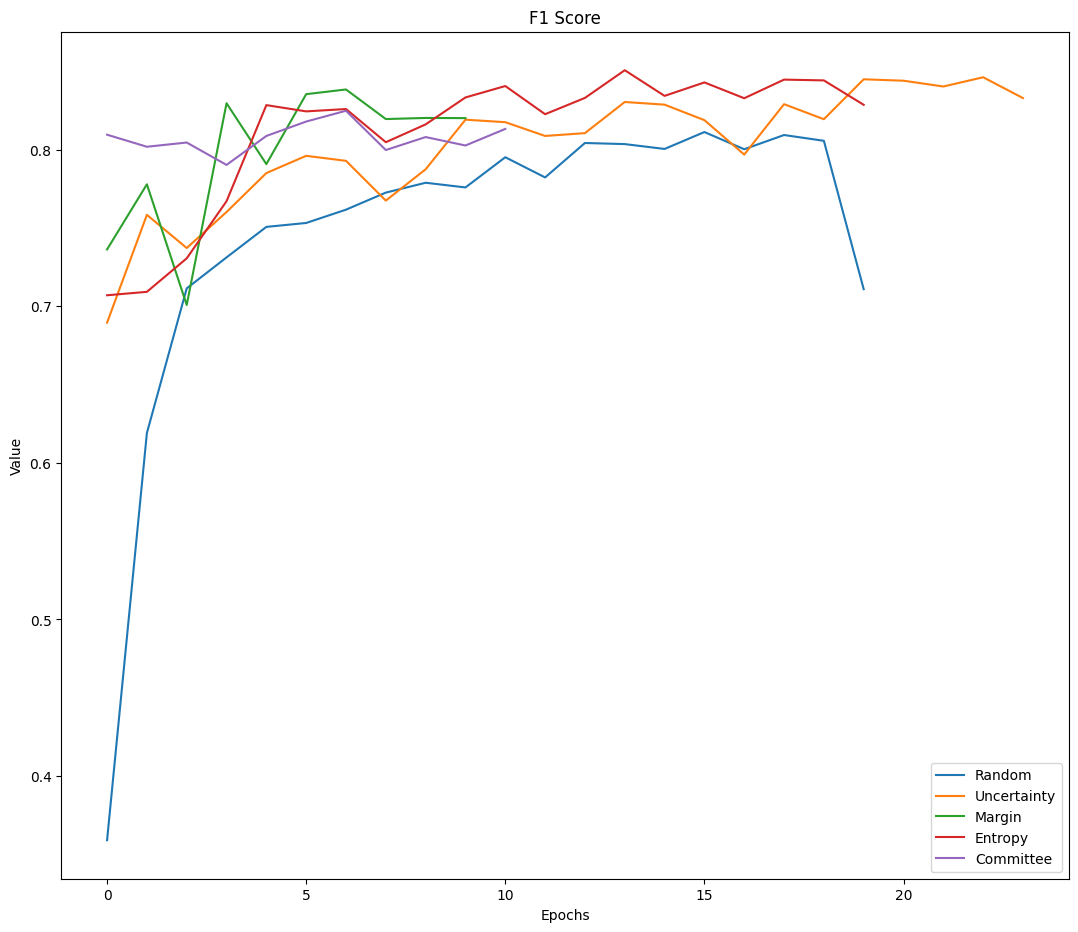 F1 Score
Value
0.8
0.7
0.6
0.5
0.4
0
5
10
15
20
Epochs
Random
Uncertainty
Margin
Entropy
Committee